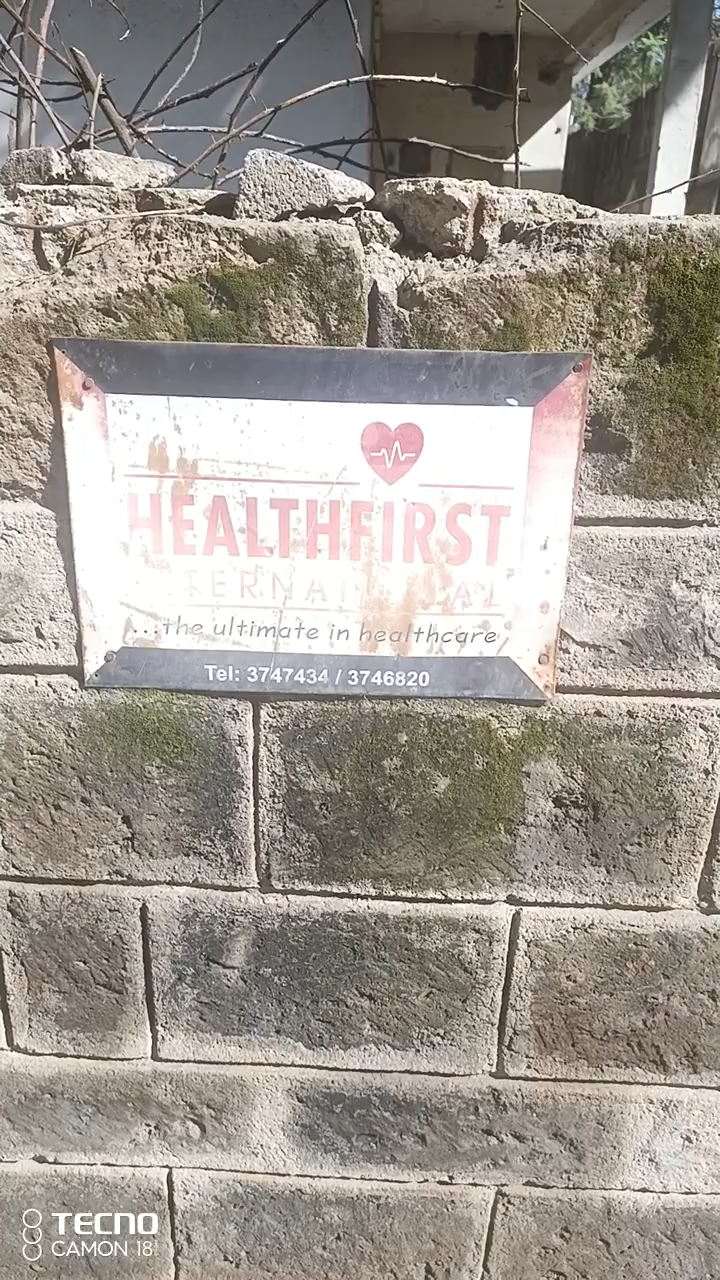 HEALTHFIRST
...the ultimate in healthcare
Tel: 3747434 / 3746820
TECNO
CAMON 18